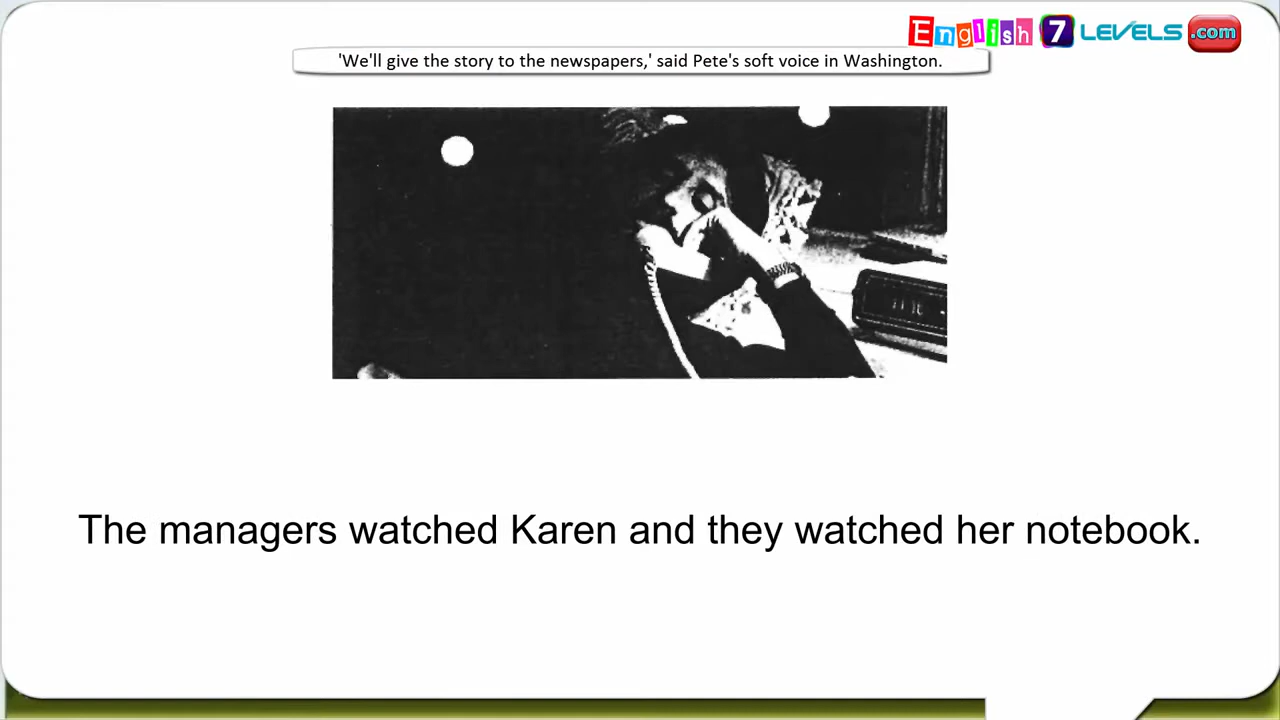 English 7 LEVELS .com
'We'll give the story to the newspapers,' said Pete's soft voice in Washington.
The managers watched Karen and they watched her notebook.